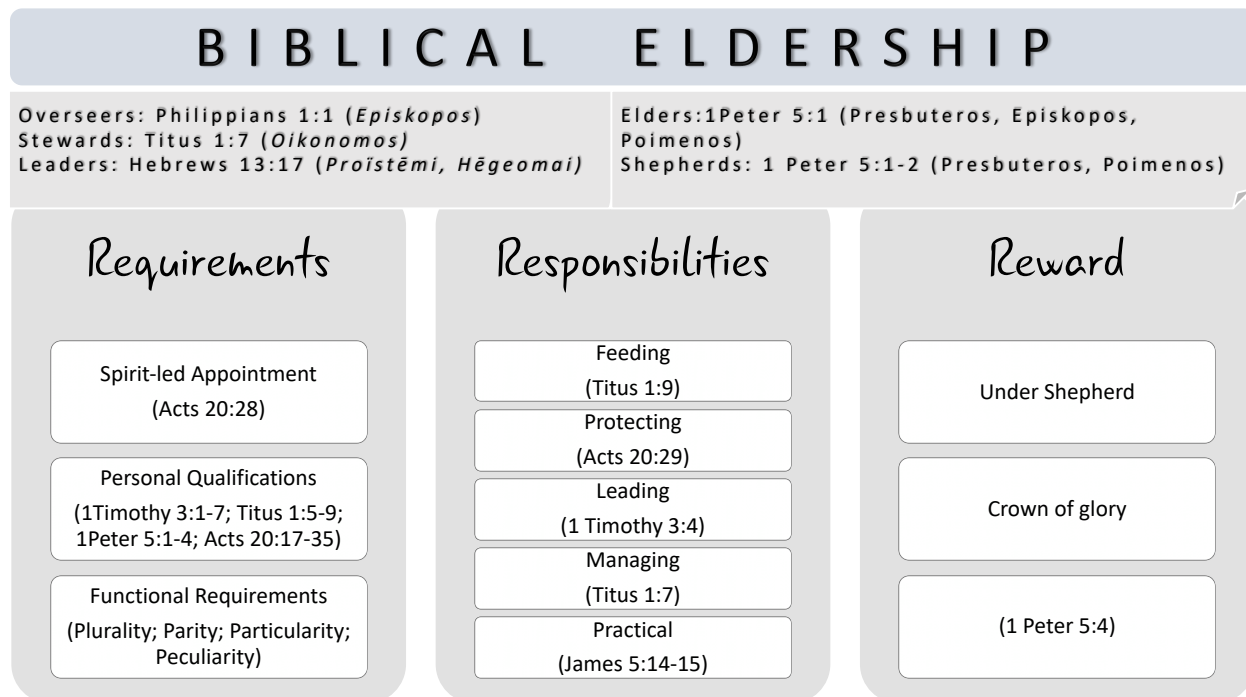 BIBLICAL ELDERSHIP
Overseers: Philippians 1:1 (Episkopos)
Stewards: Titus 1:7 (Oikonomos)
Leaders: Hebrews 13:17 (Proïstēmi, Hēgeomai)
Elders:1Peter 5:1 (Presbuteros, Episkopos,
Poimenos)
Shepherds: 1 Peter 5:1-2 (Presbuteros, Poimenos)
Requirements
Spirit-led Appointment
(Acts 20:28)
Personal Qualifications
(1Timothy 3:1-7; Titus 1:5-9;
1Peter 5:1-4; Acts 20:17-35)
Functional Requirements
(Plurality; Parity; Particularity;
Peculiarity)
Responsibilities
Feeding
(Titus 1:9)
Protecting
(Acts 20:29)
Leading
(1 Timothy 3:4)
Managing
(Titus 1:7)
Practical
(James 5:14-15)
Reward
Under Shepherd
Crown of glory
(1 Peter 5:4)